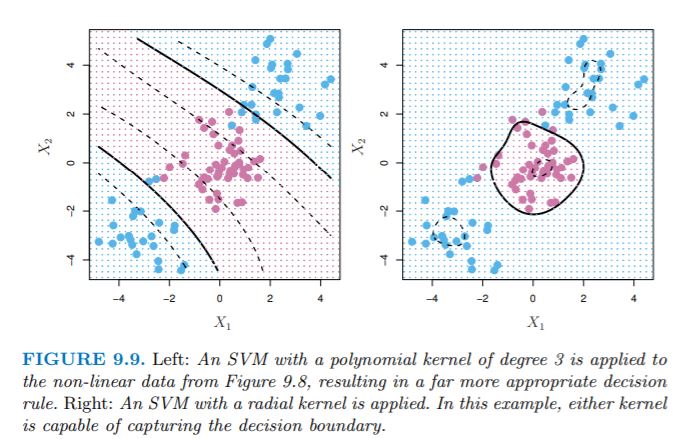 4
2
0
−2
−4
X2
−4 −2 0 2 4
X1
4
2
0
−2
−4
X2
−4 −2 0 2 4
X1
FIGURE 9.9. Left: An SVM with a polynomial kernel of degree 3 is applied to
the non-linear data from Figure 9.8, resulting in a far more appropriate decision
rule. Right: An SVM with a radial kernel is applied. In this example, either kernel
is capable of capturing the decision boundary.